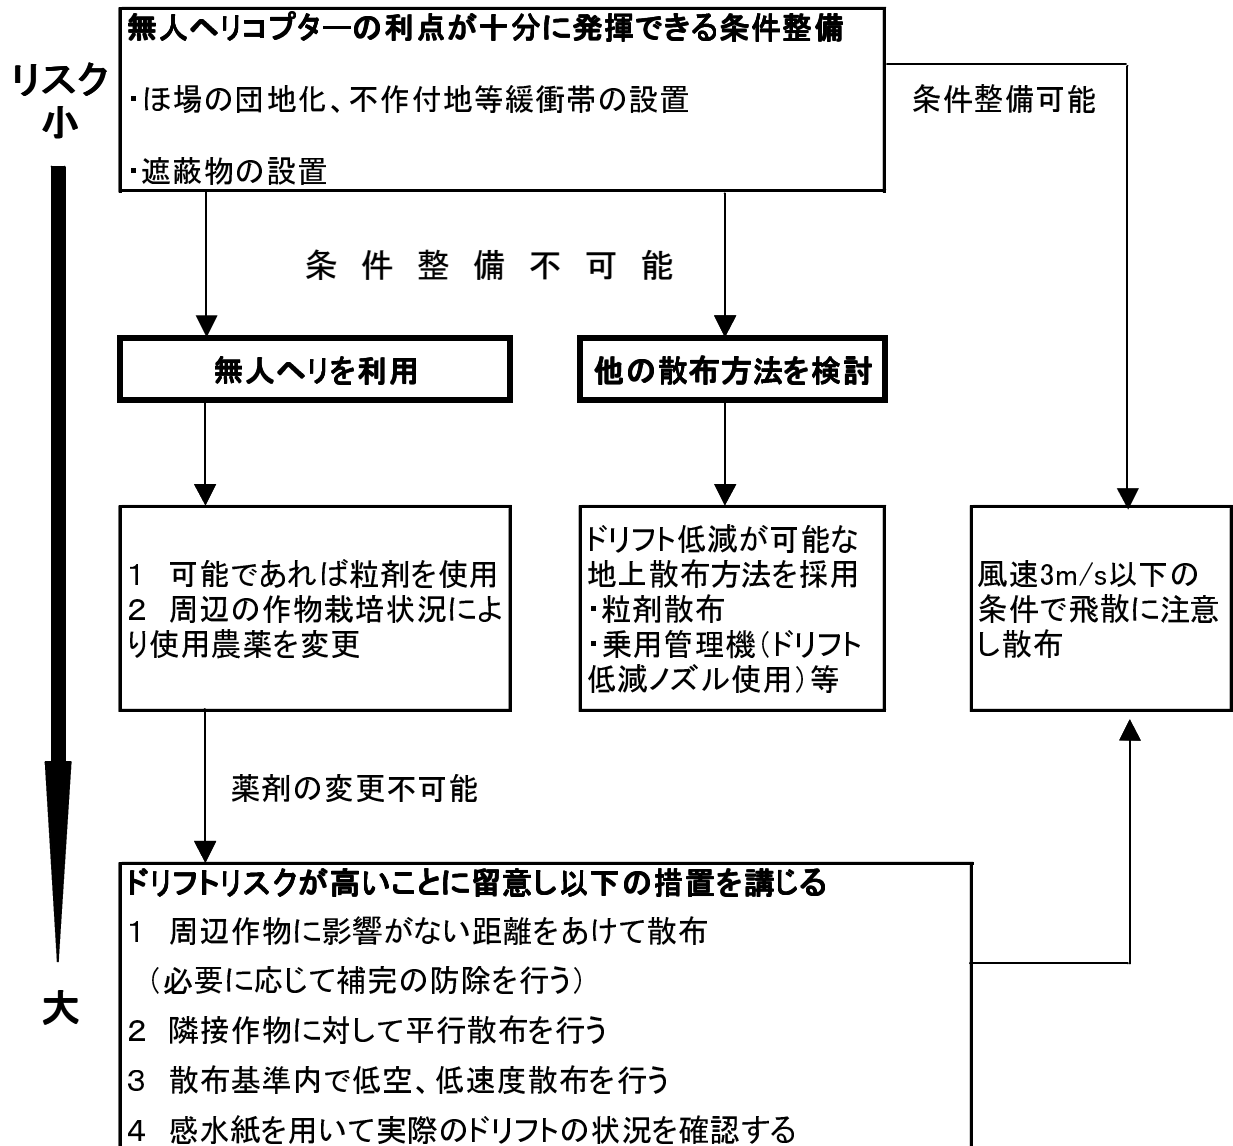 無人ヘリコプターの利点が十分に発揮できる条件整備
・ほ場の団地化、不作付地等緩衝帯の設置
・遮蔽物の設置
リスク
小
条件整備可能
条件整備不可能
無人ヘリを利用
他の散布方法を検討
1 可能であれば粒剤を使用
2 周辺の作物栽培状況によ
り使用農薬を変更
ドリフト低減が可能な
地上散布方法を採用
・粒剤散布
・乗用管理機(ドリフト
低減ノズル使用)等
風速3m/s以下の
条件で飛散に注意
し散布
薬剤の変更不可能
大
ドリフトリスクが高いことに留意し以下の措置を講じる
1 周辺作物に影響がない距離をあけて散布
(必要に応じて補完の防除を行う)
2 隣接作物に対して平行散布を行う
3 散布基準内で低空、低速度散布を行う
4 感水紙を用いて実際のドリフトの状況を確認する